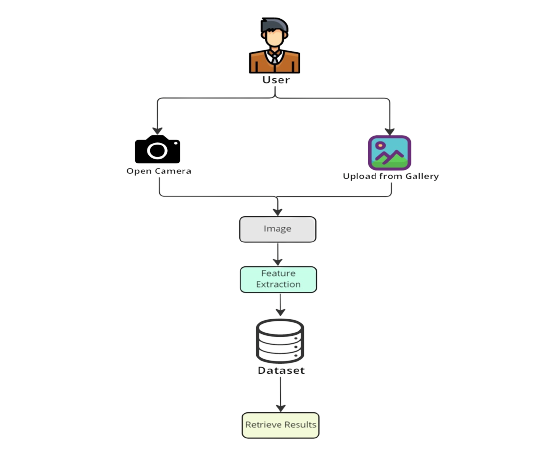 User
Open Camera
Upload from Gallery
Image
Feature
Extraction
Dataset
Retrieve Results